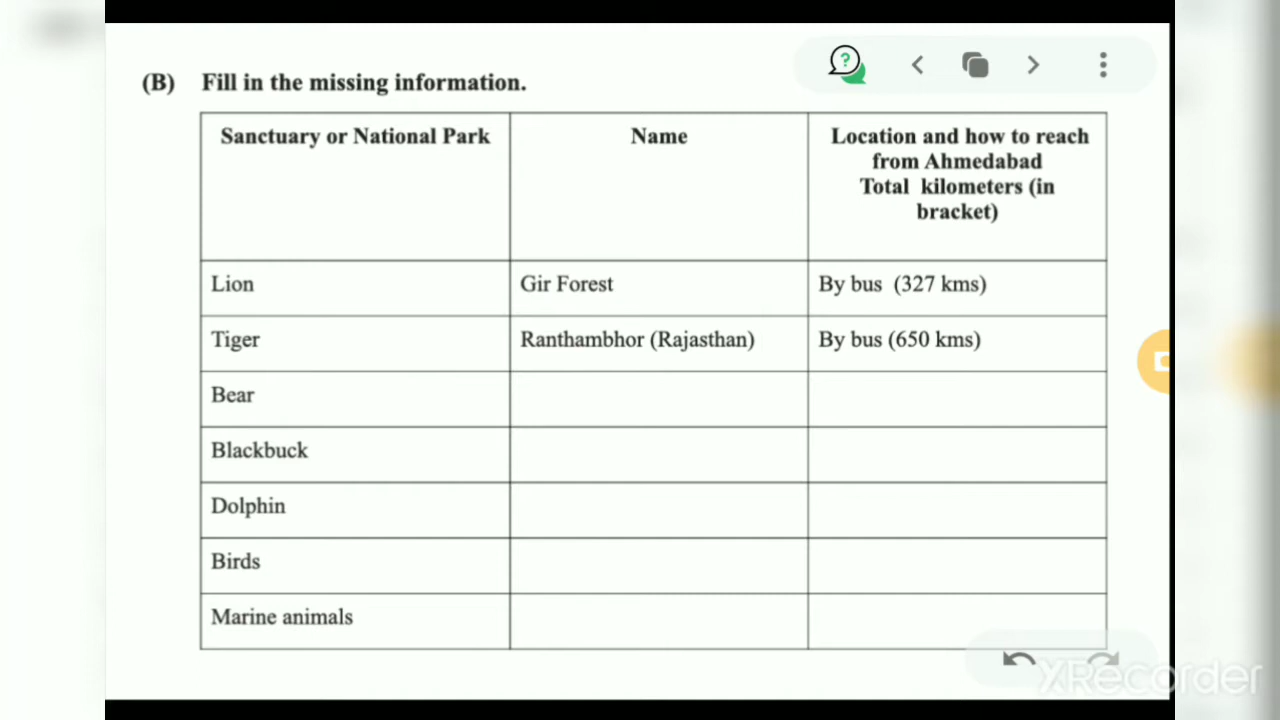 (B) Fill in the missing information.
Sanctuary or National Park
Name
Location and how to reach
from Ahmedabad
Total kilometers (in
bracket)
Lion
Gir Forest
By bus (327 kms)
Tiger
Ranthambhor (Rajasthan)
By bus (650 kms)
Bear
Blackbuck
Dolphin
Birds
Marine animals
XRecorder